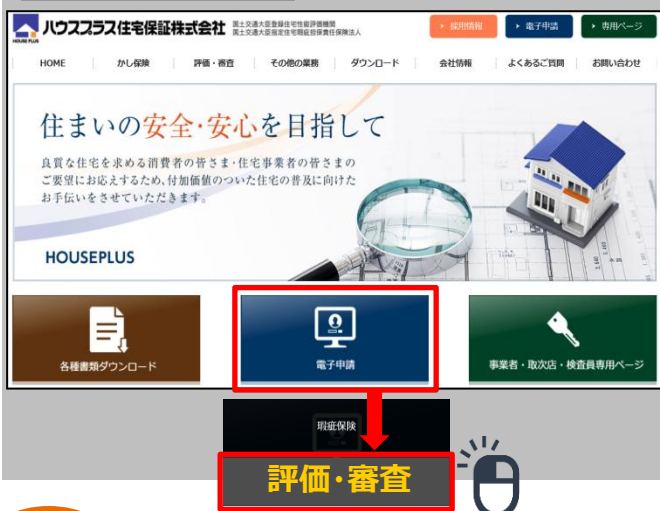 ハウスプラス住宅保証株式会社
国土交通大臣登録住宅性能評価機関
国土交通大臣指定住宅瑕疵担保責任保険法人
HOUSE PLUS
採用情報
電子申請
専用ページ
HOME かし保険 評価・審査 その他の業務 ダウンロード 会社情報 よくあるご質問 お問い合わせ
住まいの安全・安心を目指して
良質な住宅を求める消費者の皆さま・住宅事業者の皆さまの
ご要望にお応えするため、付加価値のついた住宅の普及に向けた
お手伝いをさせていただきます。
HOUSEPLUS
各種書類ダウンロード
電子申請
事業者・取次店・検査員専用ページ
瑕疵保険
評価・審査